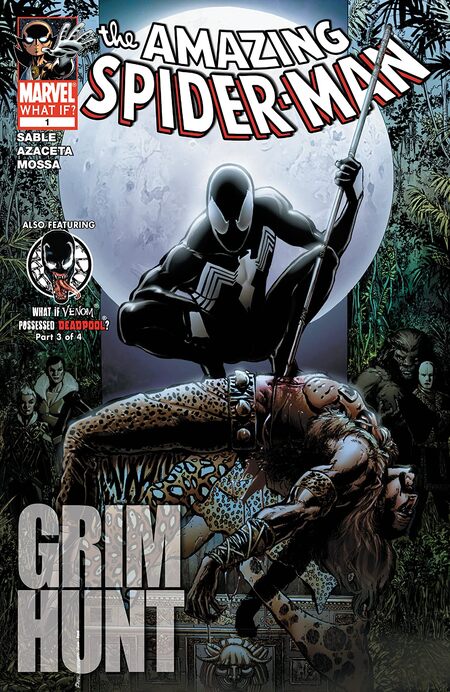 the AMAZING
SPIDER-MAN
MARVEL
WHAT IF?
1
SABLE
AZACETA
MOSSA
ALSO FEATURING
WHAT IF VENOM
POSSESSED DEADPOOL?
Part 3 of 4
GRIM
HUNT